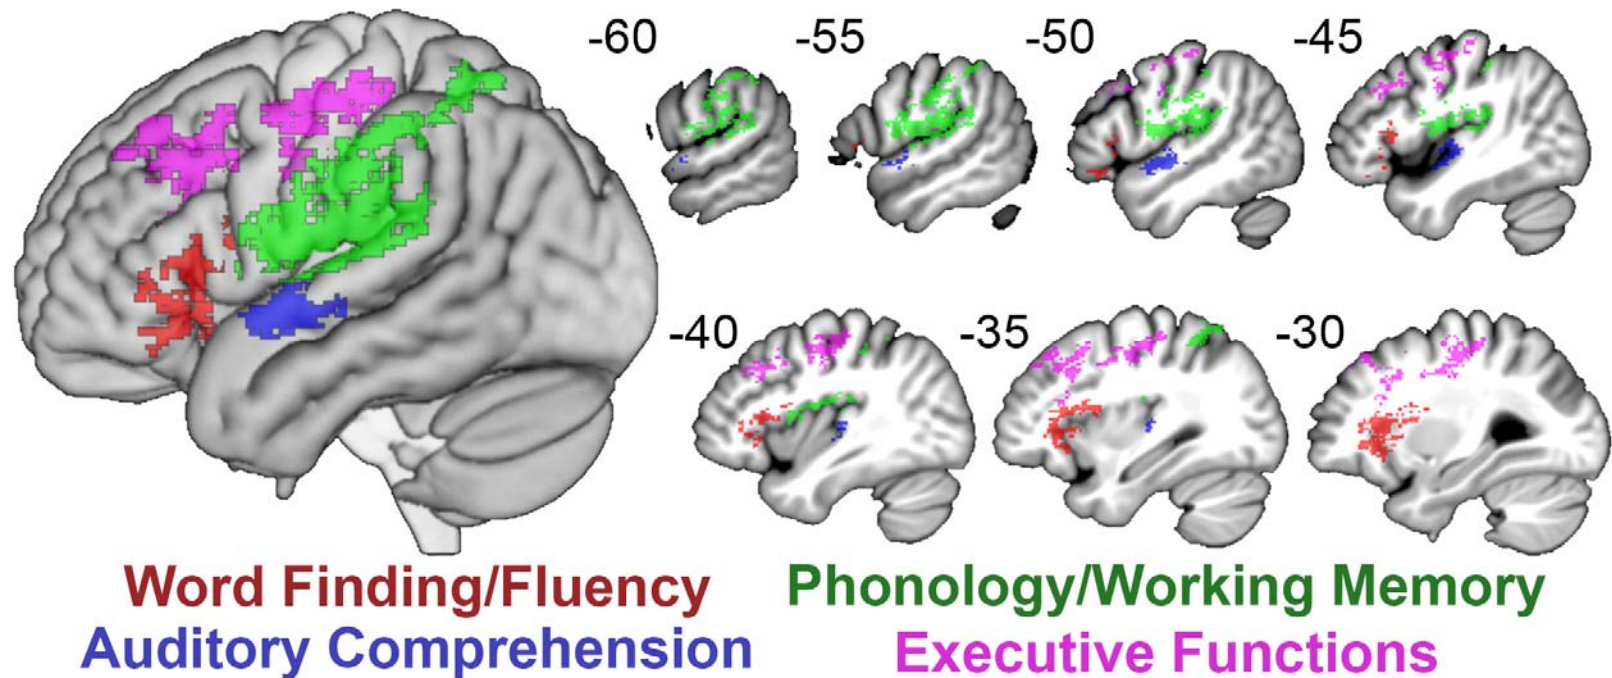 -60 -55 -50 -45
-40 -35 -30
Word Finding/Fluency Phonology/Working Memory
Auditory Comprehension Executive Functions